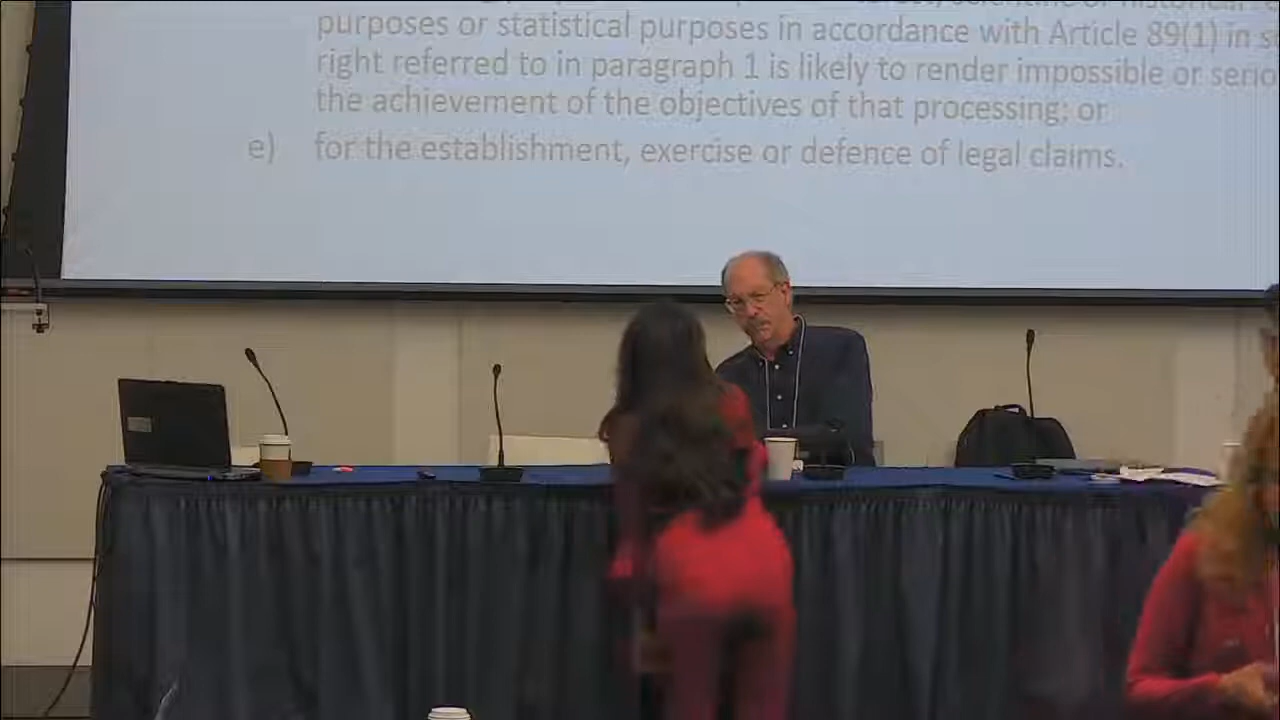 purposes or statistical purposes in accordance with Article 89(1) in
right referred to in paragraph 1 is likely to render impossible or
the achievement of the objectives of that processing; or
e) for the establishment, exercise or defence of legal claims.